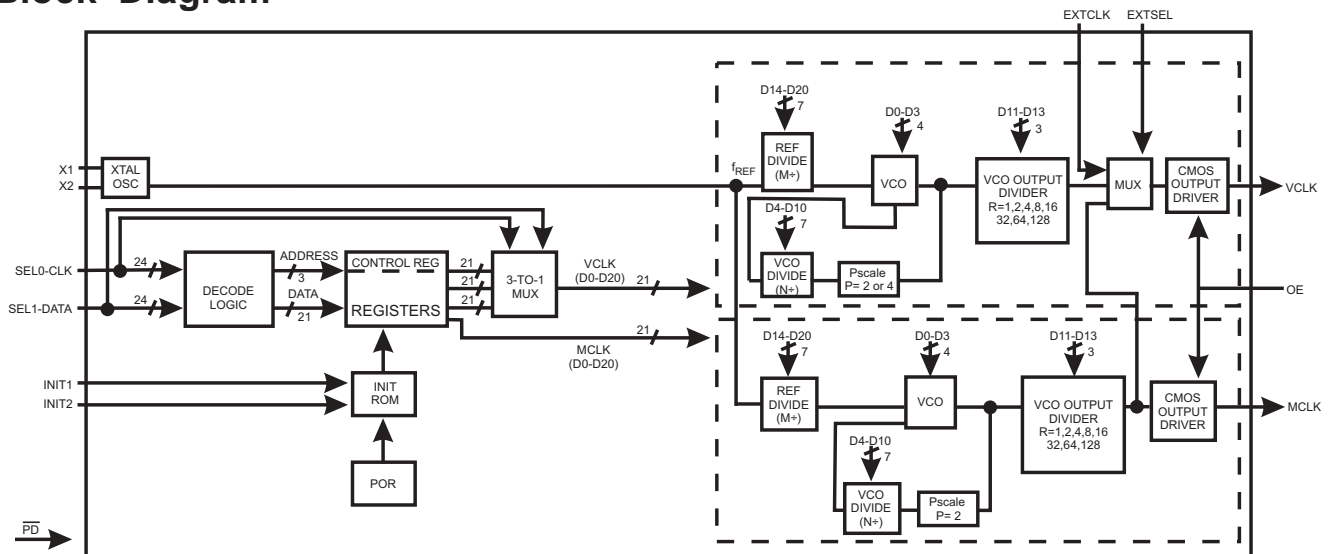 Block Diagram
EXTCLK EXTSEL
D14-D20
7
D0-D3
4
D11-D13
3
X1
X2
XTAL
OSC
fREF
REF
DIVIDE
(M÷)
VCO
VCO OUTPUT
DIVIDER
R=1,2,4,8,16
32,64,128
MUX
CMOS
OUTPUT
DRIVER
VCLK
D4-D10
7
VCO
DIVIDE
(N÷)
Pscale
P= 2 or 4
SEL0-CLK
24
SEL1-DATA
24
DECODE
LOGIC
ADDRESS
3
DATA
21
CONTROL REG
REGISTERS
21
21
21
3-TO-1
MUX
VCLK
(D0-D20)
21
21
MCLK
(D0-D20)
OE
INIT1
INIT2
INIT
ROM
POR
PD
D14-D20
7
D0-D3
4
D11-D13
3
REF
DIVIDE
(M÷)
VCO
VCO OUTPUT
DIVIDER
R=1,2,4,8,16
32,64,128
CMOS
OUTPUT
DRIVER
MCLK
D4-D10
7
VCO
DIVIDE
(N÷)
Pscale
P= 2